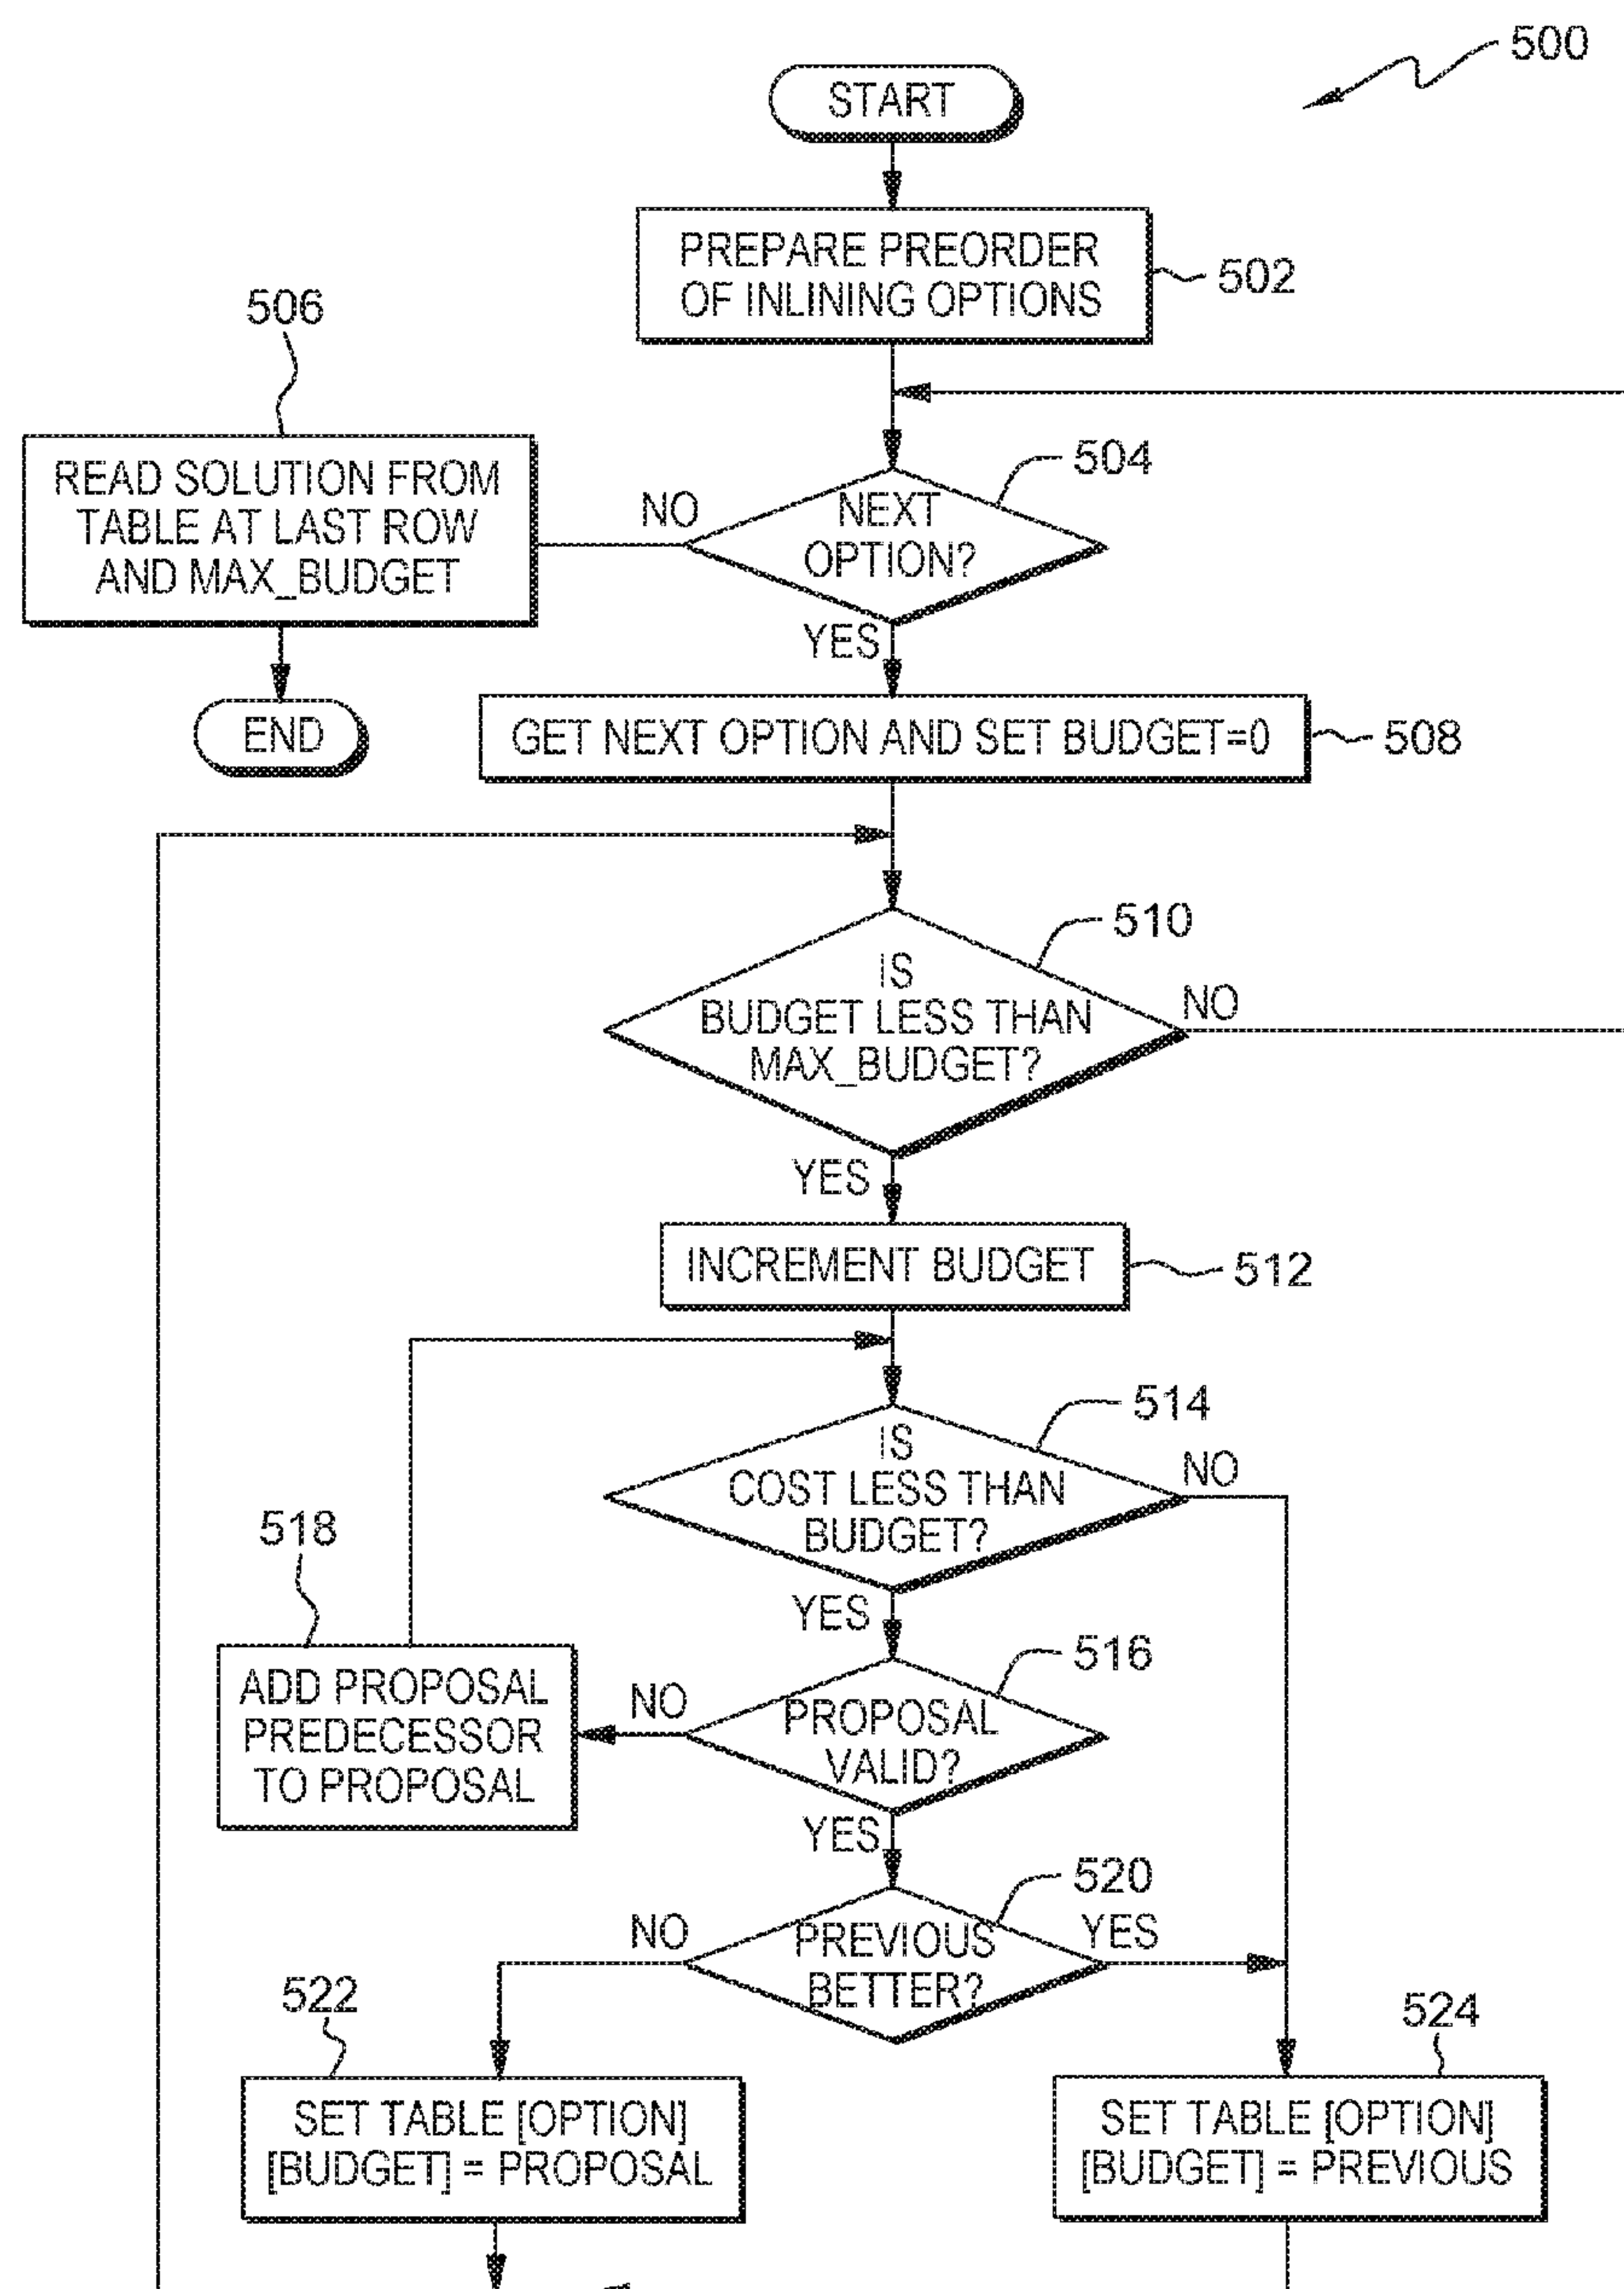 500
START
PREPARE PREORDER
OF INLINING OPTIONS
502
506
READ SOLUTION FROM
TABLE AT LAST ROW
AND MAX_BUDGET
END
504
NO
NEXT
OPTION?
YES
GET NEXT OPTION AND SET BUDGET=0
508
510
IS
BUDGET LESS THAN
MAX_BUDGET?
NO
YES
INCREMENT BUDGET
512
514
IS
COST LESS THAN
BUDGET?
NO
YES
518
ADD PROPOSAL
PREDECESSOR
TO PROPOSAL
516
NO
PROPOSAL
VALID?
YES
520
NO
PREVIOUS
BETTER?
YES
522
SET TABLE [OPTION]
[BUDGET] = PROPOSAL
524
SET TABLE [OPTION]
[BUDGET] = PREVIOUS